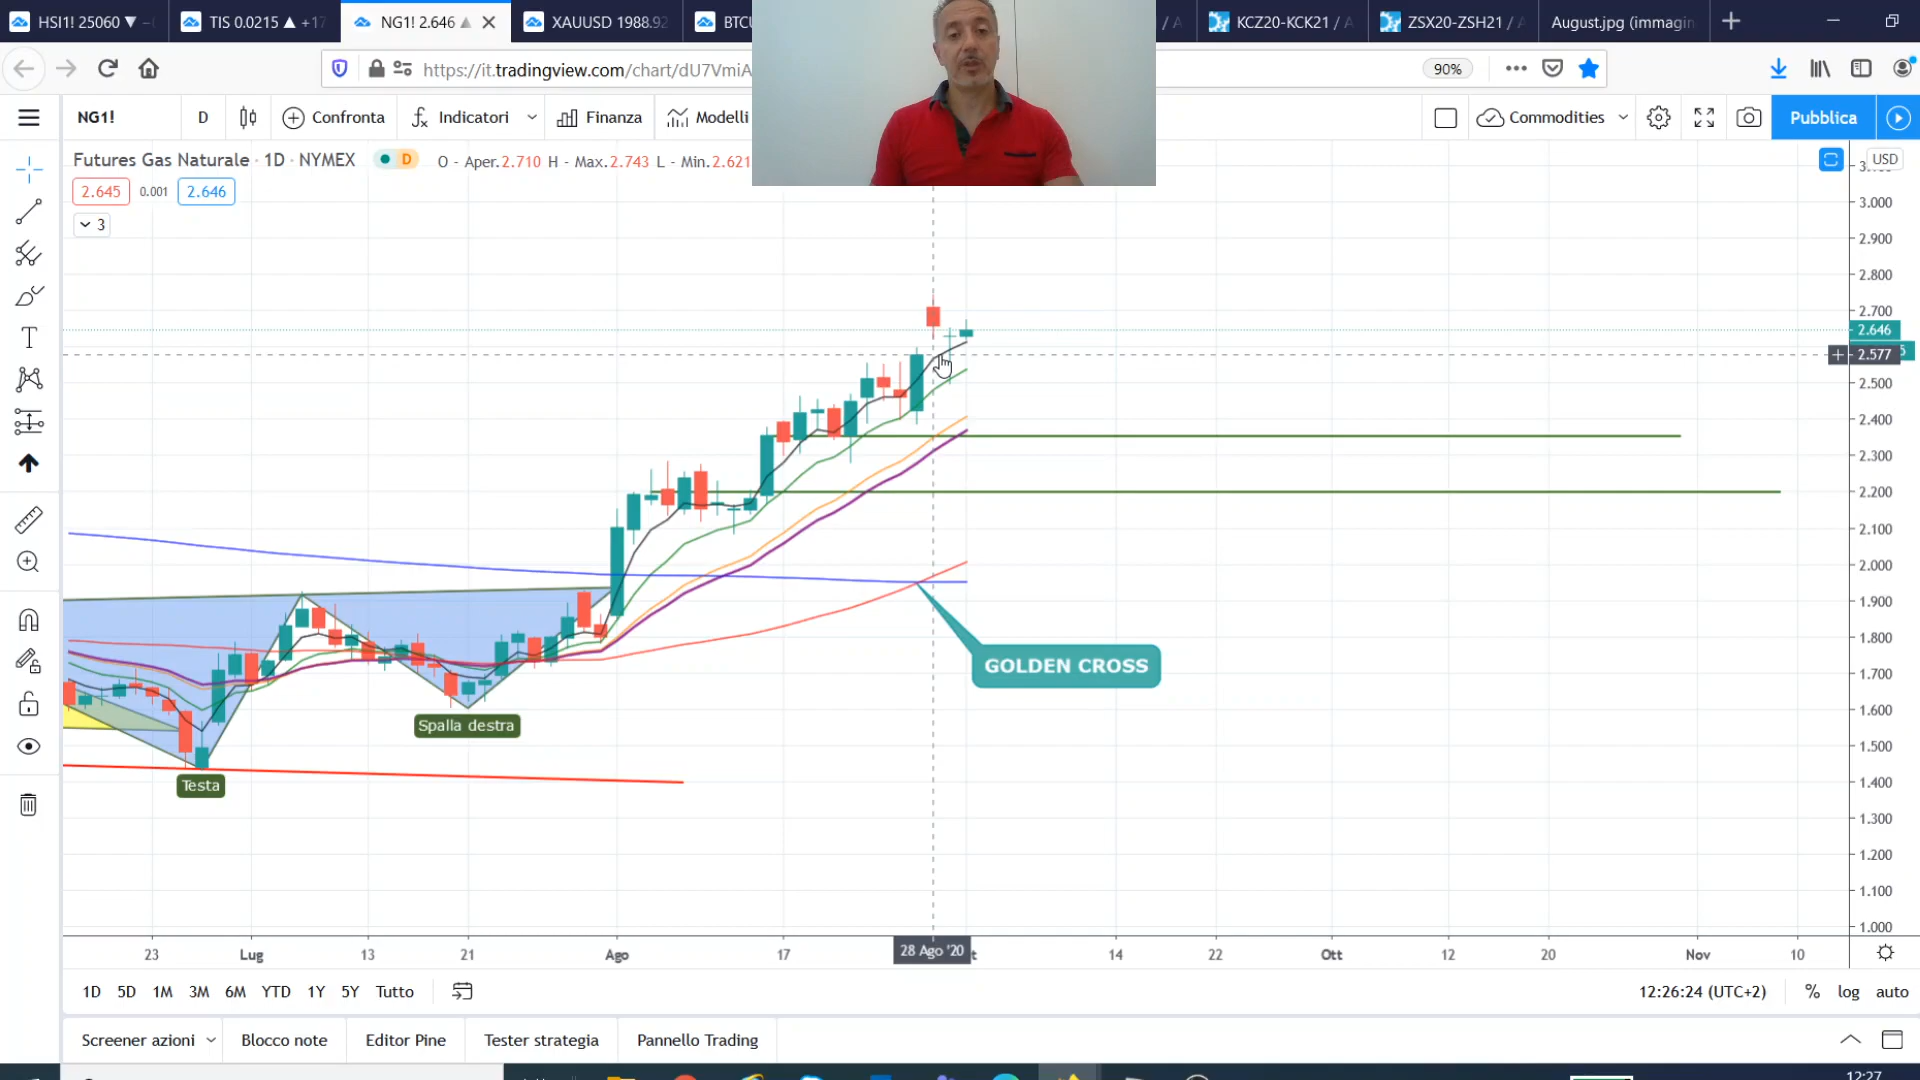 HSI1! 25060 ▼ −
TIS 0.0215 ▲ +17
NG1! 2.646 ▲
XAUUSD 1988.92
BTCU
/ A
KCZ20-KCK21 / A
ZSX20-ZSH21 / A
August.jpg (immagin
https://it.tradingview.com/chart/dU7VmiA
90%
NG1!
D
Confronta
Indicatori
Finanza
Modelli
Commodities
Pubblica
Futures Gas Naturale · 1D · NYMEX
D
O - Aper.2.710 H - Max.2.743 L - Min.2.621
USD
2.645
0.001
2.646
3
3.000
2.900
2.800
2.700
2.646
2.577
2.500
2.400
2.300
2.200
2.100
2.000
1.900
1.800
1.700
1.600
1.500
1.400
1.300
1.200
1.100
1.000
GOLDEN CROSS
Spalla destra
Testa
23
Lug
13
21
Ago
17
28 Ago '20
14
22
Ott
12
20
Nov
10
1D
5D
1M
3M
6M
YTD
1Y
5Y
Tutto
12:26:24 (UTC+2)
%
log
auto
Screener azioni
Blocco note
Editor Pine
Tester strategia
Pannello Trading
12:27